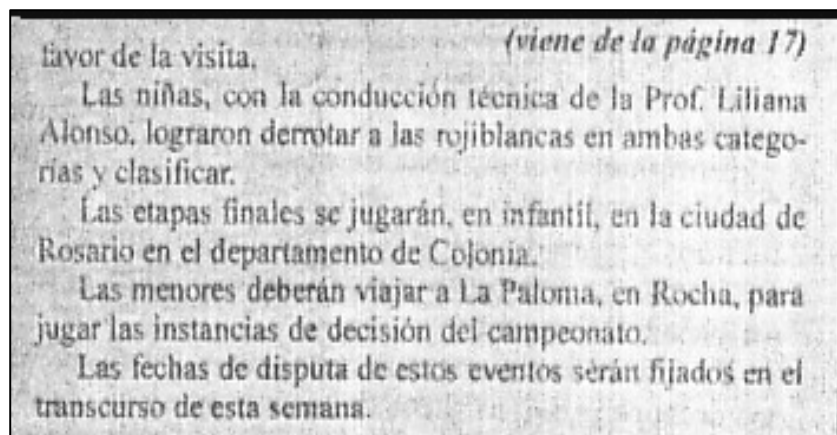 (viene de la página 17)
favor de la visita.
Las niñas, con la conducción técnica de la Prof. Liliana
Alonso, lograron derrotar a las rojiblancas en ambas catego-
rías y clasificar.
Las etapas finales se jugarán, en infantil, en la ciudad de
Rosario en el departamento de Colonia.
Las menores deberán viajar a La Paloma, en Rocha, para
jugar las instancias de decisión del campeonato.
Las fechas de disputa de estos eventos serán fijados en el
transcurso de esta semana.